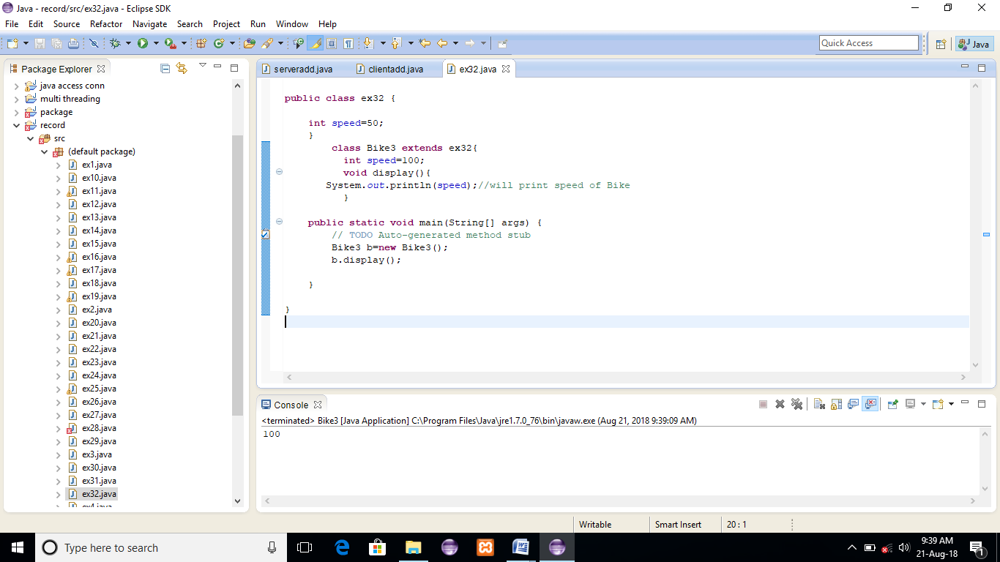 Java - record/src/ex32.java - Eclipse SDK
File Edit Source Refactor Navigate Search Project Run Window Help
Quick Access
Java
Package Explorer
java access conn
multi threading
package
record
src
(default package)
ex1.java
ex10.java
ex11.java
ex12.java
ex13.java
ex14.java
ex15.java
ex16.java
ex17.java
ex18.java
ex19.java
ex2.java
ex20.java
ex21.java
ex22.java
ex23.java
ex24.java
ex25.java
ex26.java
ex27.java
ex28.java
ex29.java
ex3.java
ex30.java
ex31.java
ex32.java
ex4.java
serveradd.java clientadd.java ex32.java
public class ex32 {
int speed=50;
}
class Bike3 extends ex32{
int speed=100;
void display(){
System.out.println(speed);//will print speed of Bike
}
public static void main(String[] args) {
// TODO Auto-generated method stub
Bike3 b=new Bike3();
b.display();
}
}
Console
<terminated> Bike3 [Java Application] C:\Program Files\Java\jre1.7.0_76\bin\javaw.exe (Aug 21, 2018 9:39:09 AM)
100
Writable Smart Insert 20 : 1
Type here to search
9:39 AM
21-Aug-18
1